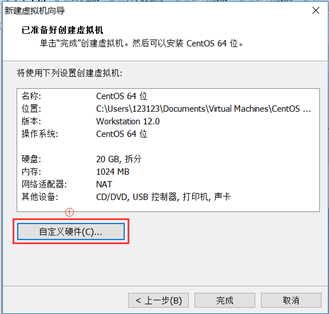 新建虚拟机向导
已准备好创建虚拟机
单击“完成”创建虚拟机。然后可以安装 CentOS 64 位。
将使用下列设置创建虚拟机:
名称: CentOS 64 位
位置: C:\Users\123123\Documents\Virtual Machines\CentOS ...
版本: Workstation 12.0
操作系统: CentOS 64 位
硬盘: 20 GB, 拆分
内存: 1024 MB
网络适配器: NAT
其他设备: CD/DVD, USB 控制器, 打印机, 声卡
①
自定义硬件(C)...
< 上一步(B) 完成 取消